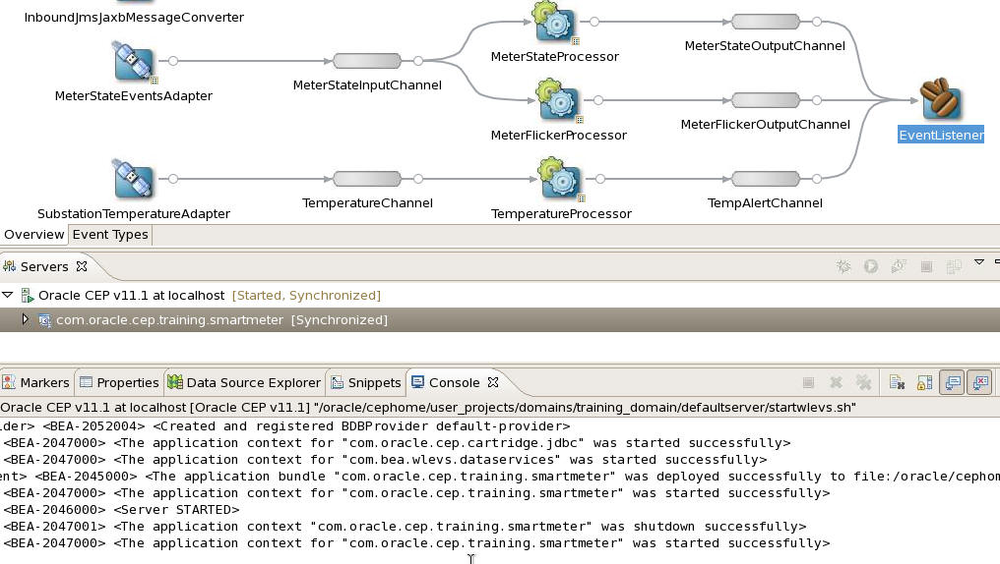 InboundJmsJaxbMessageConverter
MeterStateEventsAdapter
MeterStateInputChannel
MeterStateProcessor
MeterStateOutputChannel
MeterFlickerProcessor
MeterFlickerOutputChannel
EventListener
SubstationTemperatureAdapter
TemperatureChannel
TemperatureProcessor
TempAlertChannel
Overview Event Types
Servers
Oracle CEP v11.1 at localhost [Started, Synchronized]
com.oracle.cep.training.smartmeter [Synchronized]
Markers Properties Data Source Explorer Snippets Console
Oracle CEP v11.1 at localhost [Oracle CEP v11.1] "/oracle/cephome/user_projects/domains/training_domain/defaultserver/startwlevs.sh"
ider> <BEA-2052004> <Created and registered BDBProvider default-provider>
<BEA-2047000> <The application context for "com.oracle.cep.cartridge.jdbc" was started successfully>
<BEA-2047000> <The application context for "com.bea.wlevs.dataservices" was started successfully>
ent> <BEA-2045000> <The application bundle "com.oracle.cep.training.smartmeter" was deployed successfully to file:/oracle/cephom
<BEA-2047000> <The application context for "com.oracle.cep.training.smartmeter" was started successfully>
<BEA-2046000> <Server STARTED>
<BEA-2047001> <The application context "com.oracle.cep.training.smartmeter" was shutdown successfully>
<BEA-2047000> <The application context for "com.oracle.cep.training.smartmeter" was started successfully>